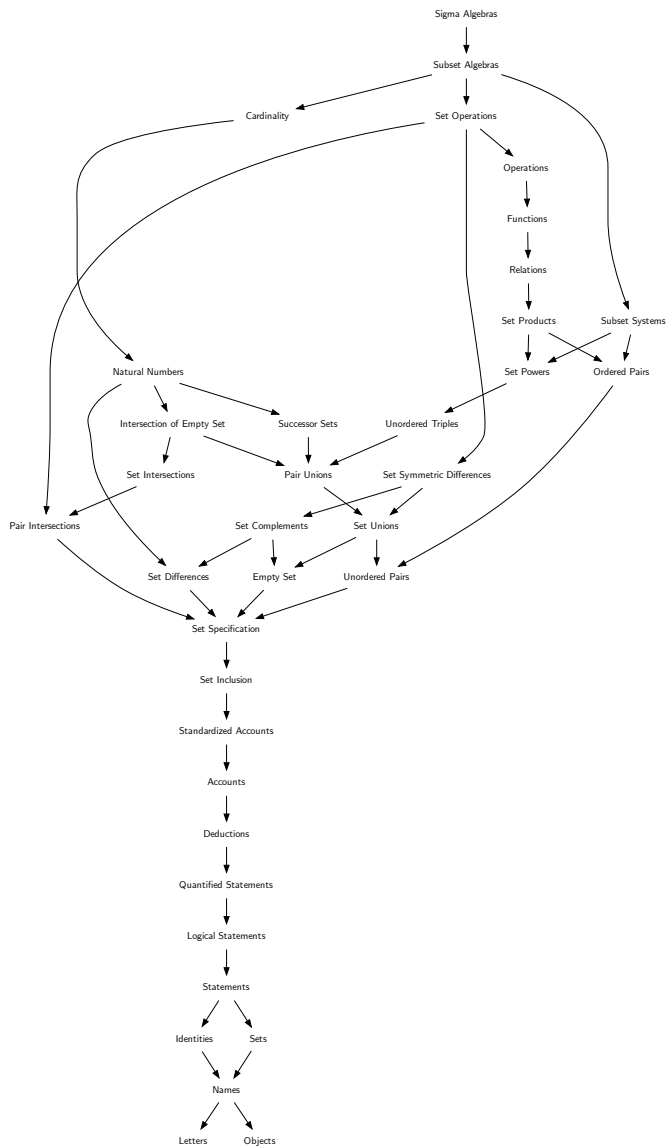 Sigma Algebras
Subset Algebras
Cardinality
Set Operations
Operations
Functions
Relations
Set Products
Subset Systems
Natural Numbers
Set Powers
Ordered Pairs
Intersection of Empty Set
Successor Sets
Unordered Triples
Set Intersections
Pair Unions
Set Symmetric Differences
Pair Intersections
Set Complements
Set Unions
Set Differences
Empty Set
Unordered Pairs
Set Specification
Set Inclusion
Standardized Accounts
Accounts
Deductions
Quantified Statements
Logical Statements
Statements
Identities
Sets
Names
Letters
Objects